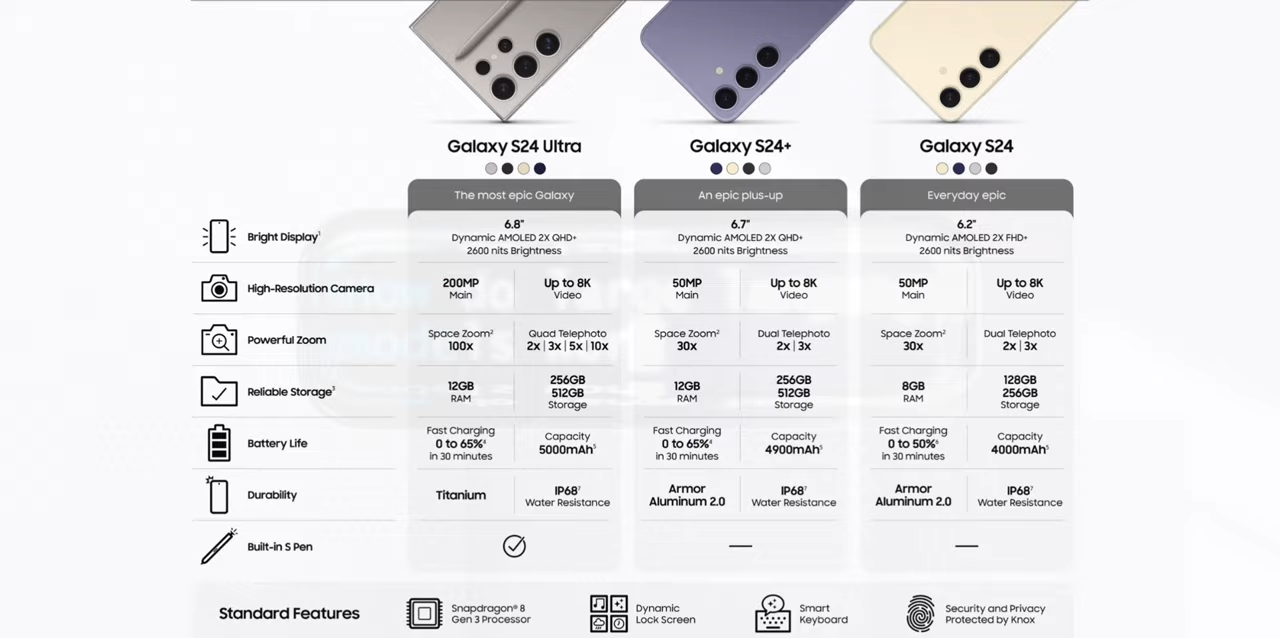 Galaxy S24 Ultra
Galaxy S24+
Galaxy S24
The most epic Galaxy
An epic plus-up
Everyday epic
Bright Display¹
6.8"
Dynamic AMOLED 2X QHD+
2600 nits Brightness
6.7"
Dynamic AMOLED 2X QHD+
2600 nits Brightness
6.2"
Dynamic AMOLED 2X FHD+
2600 nits Brightness
High-Resolution Camera
200MP
Main
Up to 8K
Video
50MP
Main
Up to 8K
Video
50MP
Main
Up to 8K
Video
Powerful Zoom
Space Zoom²
100x
Quad Telephoto
2x | 3x | 5x | 10x
Space Zoom²
30x
Dual Telephoto
2x | 3x
Space Zoom²
30x
Dual Telephoto
2x | 3x
Reliable Storage³
12GB
RAM
256GB
512GB
Storage
12GB
RAM
256GB
512GB
Storage
8GB
RAM
128GB
256GB
Storage
Battery Life
Fast Charging
0 to 65%⁴
in 30 minutes
Capacity
5000mAh⁵
Fast Charging
0 to 65%⁴
in 30 minutes
Capacity
4900mAh⁵
Fast Charging
0 to 50%⁶
in 30 minutes
Capacity
4000mAh⁵
Durability
Titanium
IP68⁷
Water Resistance
Armor
Aluminum 2.0
IP68⁷
Water Resistance
Armor
Aluminum 2.0
IP68⁷
Water Resistance
Built-in S Pen
Standard Features
Snapdragon® 8
Gen 3 Processor
Dynamic
Lock Screen
Smart
Keyboard
Security and Privacy
Protected by Knox